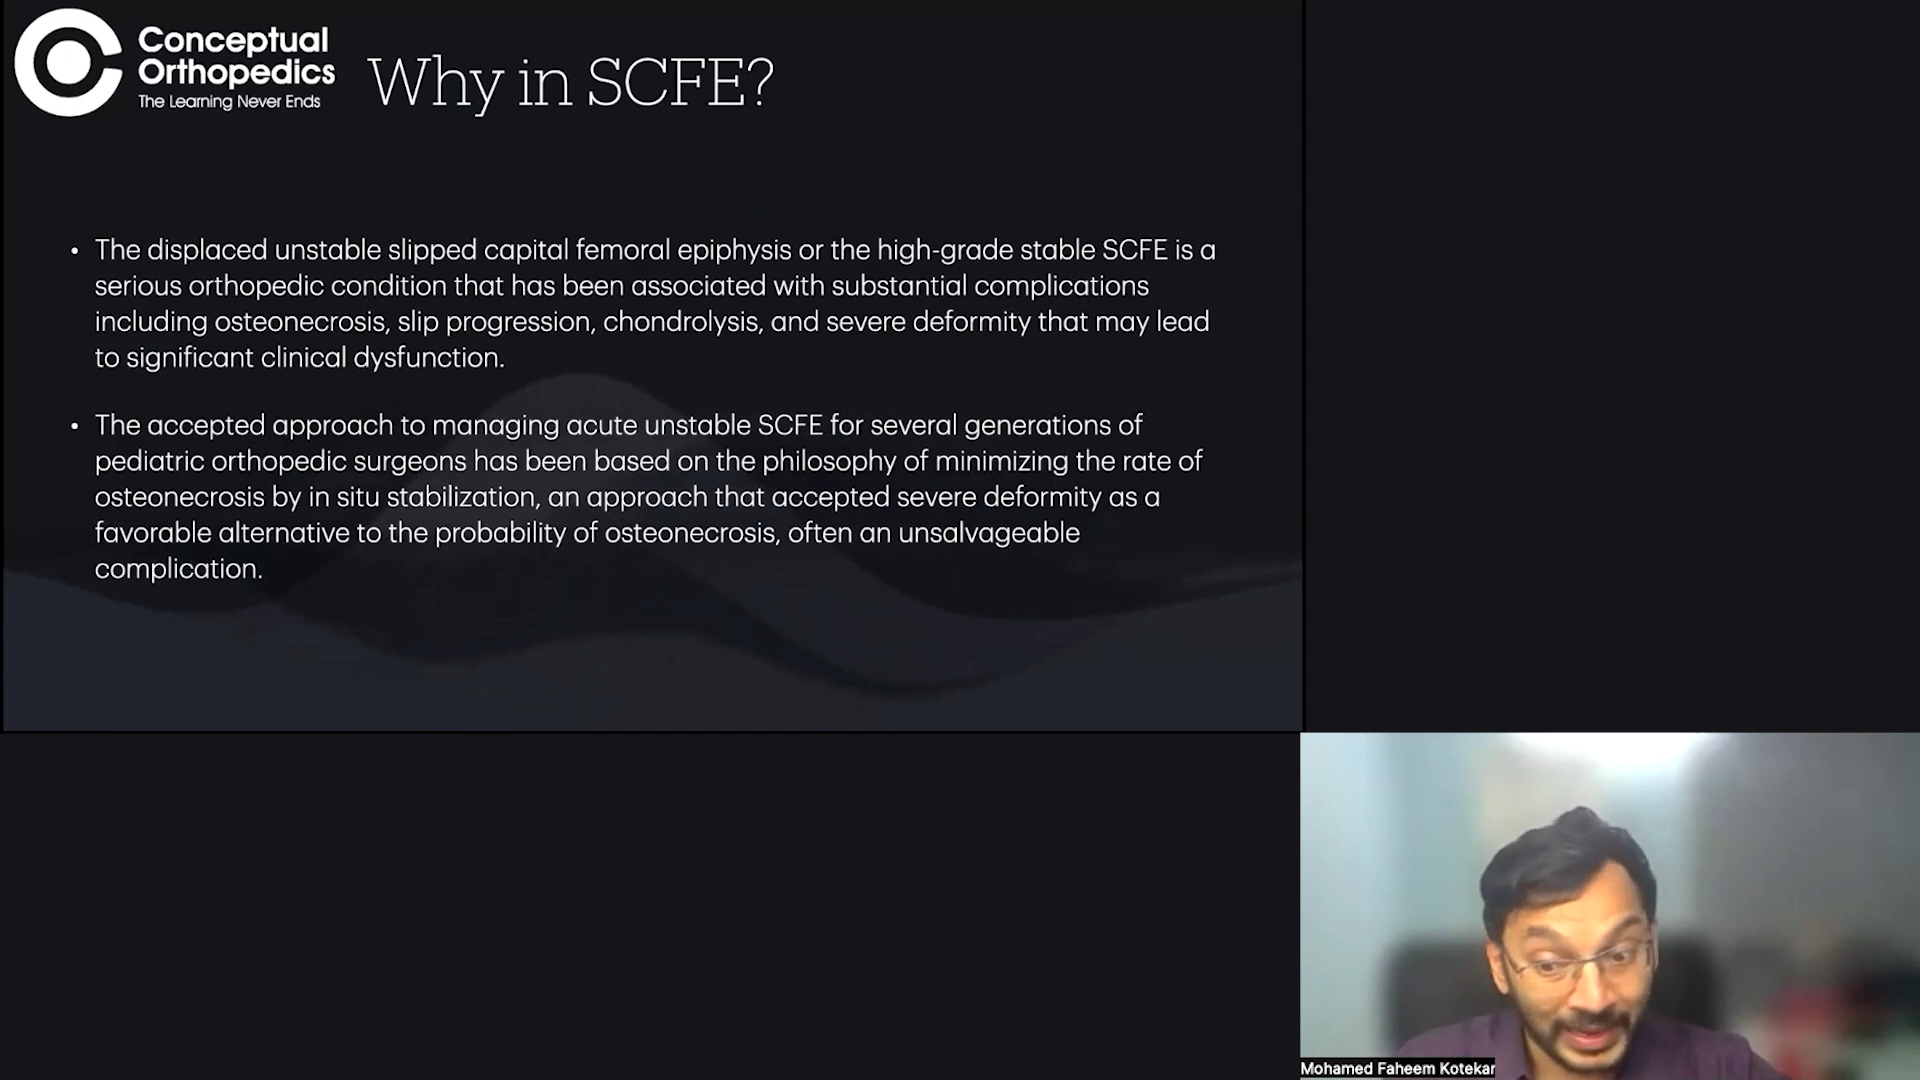 Conceptual
Orthopedics
The Learning Never Ends
Why in SCFE?
• The displaced unstable slipped capital femoral epiphysis or the high-grade stable SCFE is a
serious orthopedic condition that has been associated with substantial complications
including osteonecrosis, slip progression, chondrolysis, and severe deformity that may lead
to significant clinical dysfunction.
• The accepted approach to managing acute unstable SCFE for several generations of
pediatric orthopedic surgeons has been based on the philosophy of minimizing the rate of
osteonecrosis by in situ stabilization, an approach that accepted severe deformity as a
favorable alternative to the probability of osteonecrosis, often an unsalvageable
complication.
Mohamed Faheem Kotekar